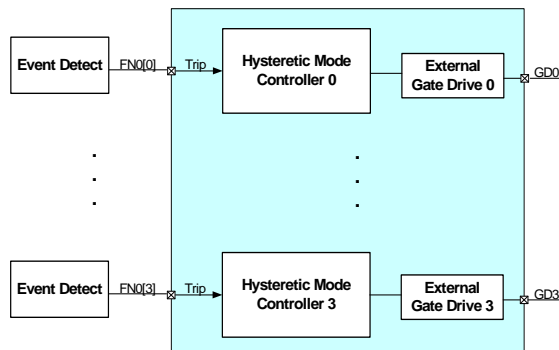 Event Detect
FN0[0]
Trip
Hysteretic Mode
Controller 0
External
Gate Drive 0
GD0
Event Detect
FN0[3]
Trip
Hysteretic Mode
Controller 3
External
Gate Drive 3
GD3